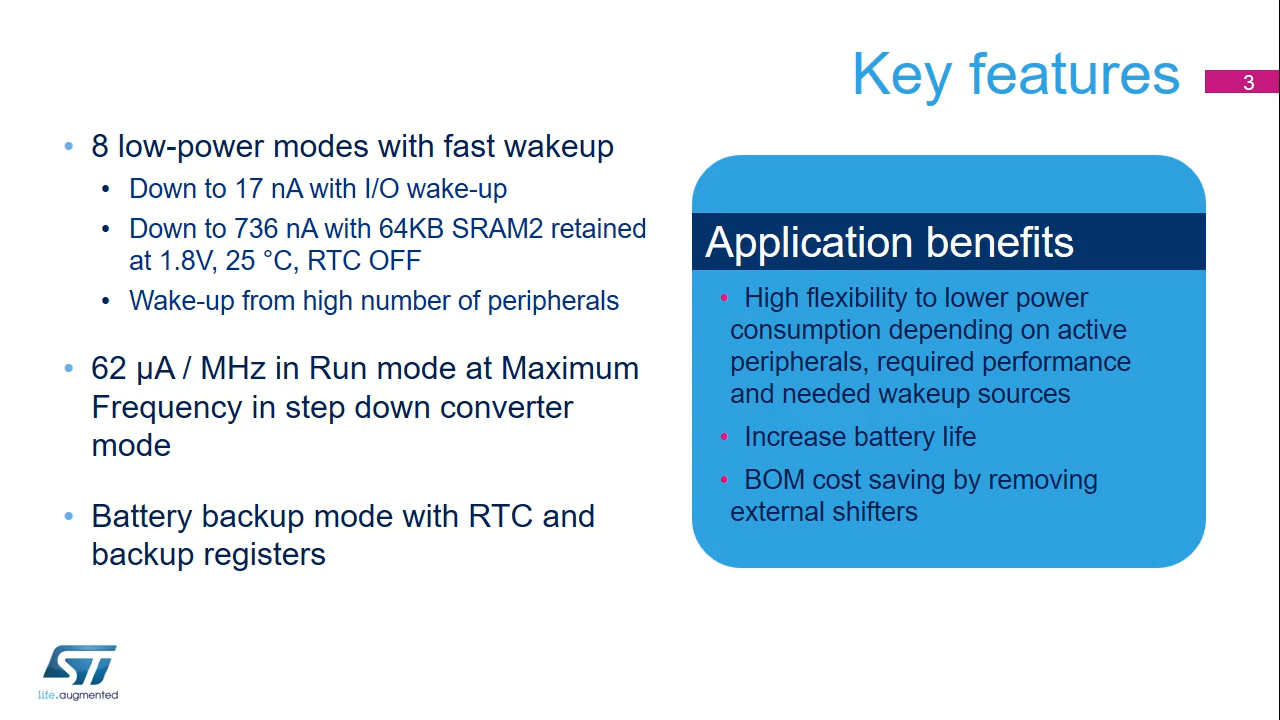 Key features
3
• 8 low-power modes with fast wakeup
• Down to 17 nA with I/O wake-up
• Down to 736 nA with 64KB SRAM2 retained
at 1.8V, 25 °C, RTC OFF
• Wake-up from high number of peripherals
• 62 µA / MHz in Run mode at Maximum
Frequency in step down converter
mode
• Battery backup mode with RTC and
backup registers
Application benefits
• High flexibility to lower power
consumption depending on active
peripherals, required performance
and needed wakeup sources
• Increase battery life
• BOM cost saving by removing
external shifters
ST
life.augmented